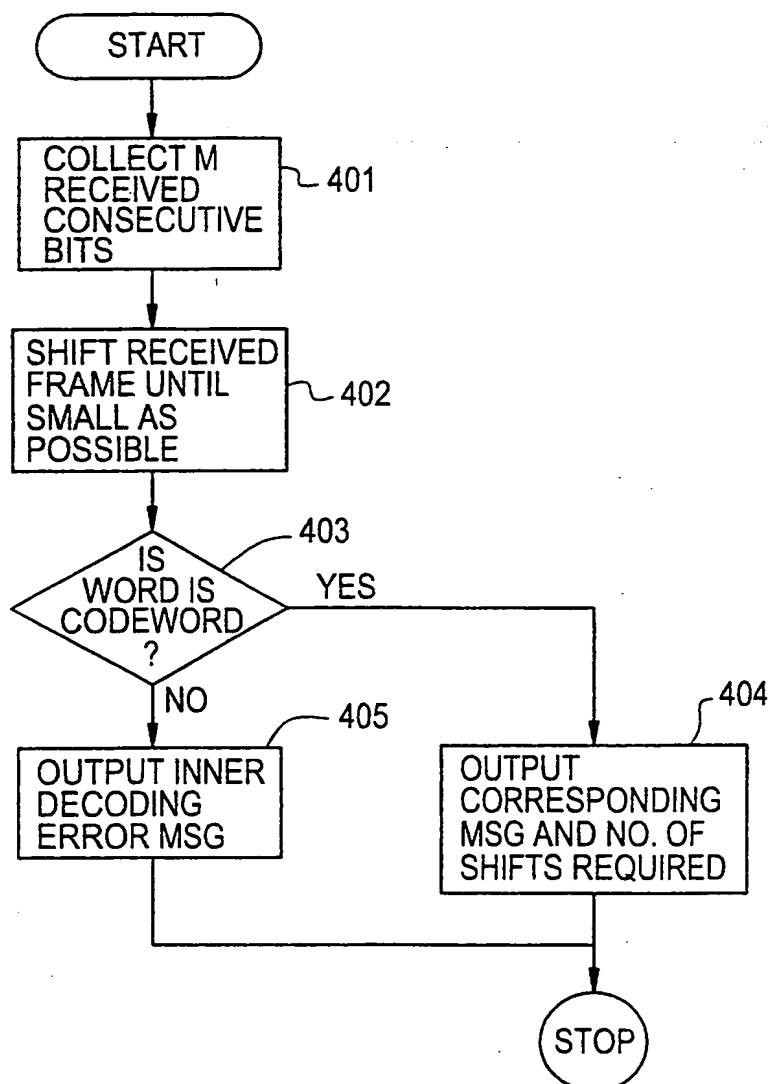 START
COLLECT M
RECEIVED
CONSECUTIVE
BITS
401
SHIFT RECEIVED
FRAME UNTIL
SMALL AS
POSSIBLE
402
IS
WORD IS
CODEWORD
?
403
YES
NO
405
OUTPUT INNER
DECODING
ERROR MSG
404
OUTPUT
CORRESPONDING
MSG AND NO. OF
SHIFTS REQUIRED
STOP